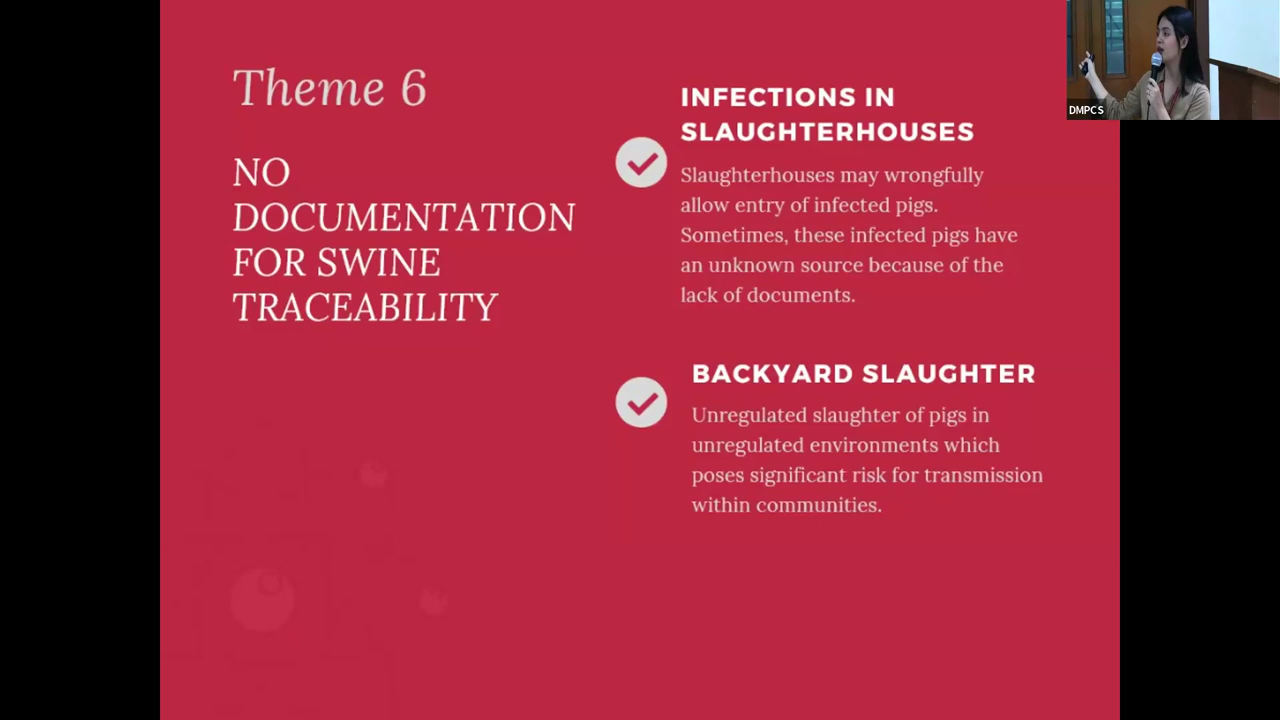 Theme 6
NO
DOCUMENTATION
FOR SWINE
TRACEABILITY
INFECTIONS IN
SLAUGHTERHOUSES
Slaughterhouses may wrongfully
allow entry of infected pigs.
Sometimes, these infected pigs have
an unknown source because of the
lack of documents.
BACKYARD SLAUGHTER
Unregulated slaughter of pigs in
unregulated environments which
poses significant risk for transmission
within communities.
DMPCS